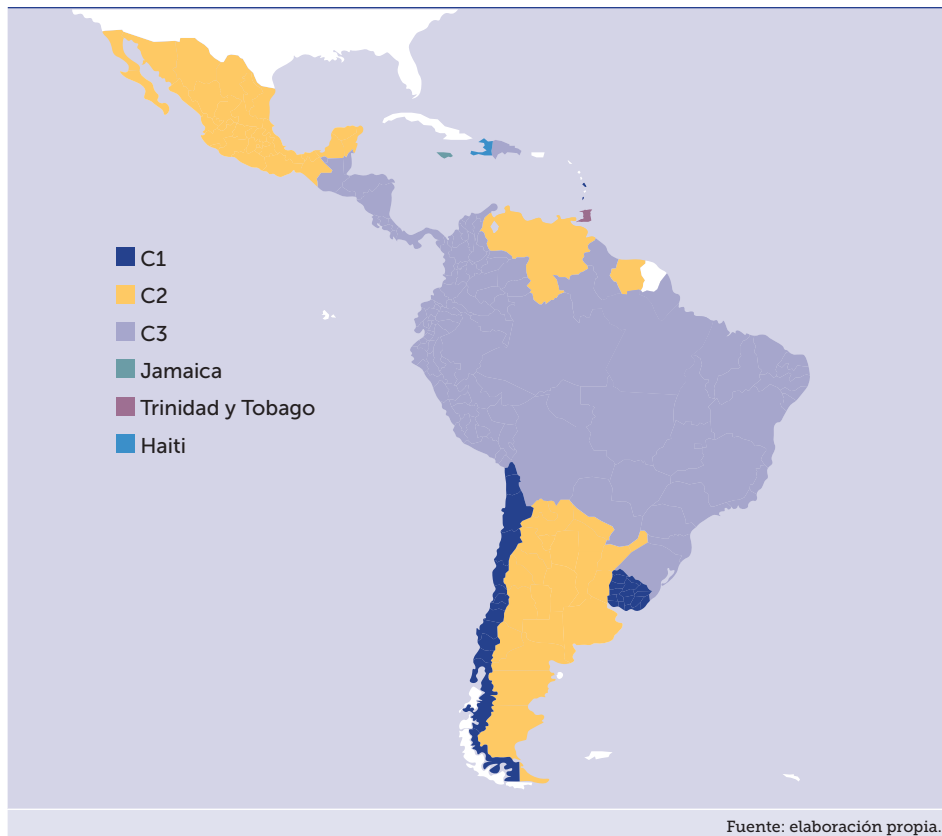 C1
C2
C3
Jamaica
Trinidad y Tobago
Haiti
Fuente: elaboración propia.